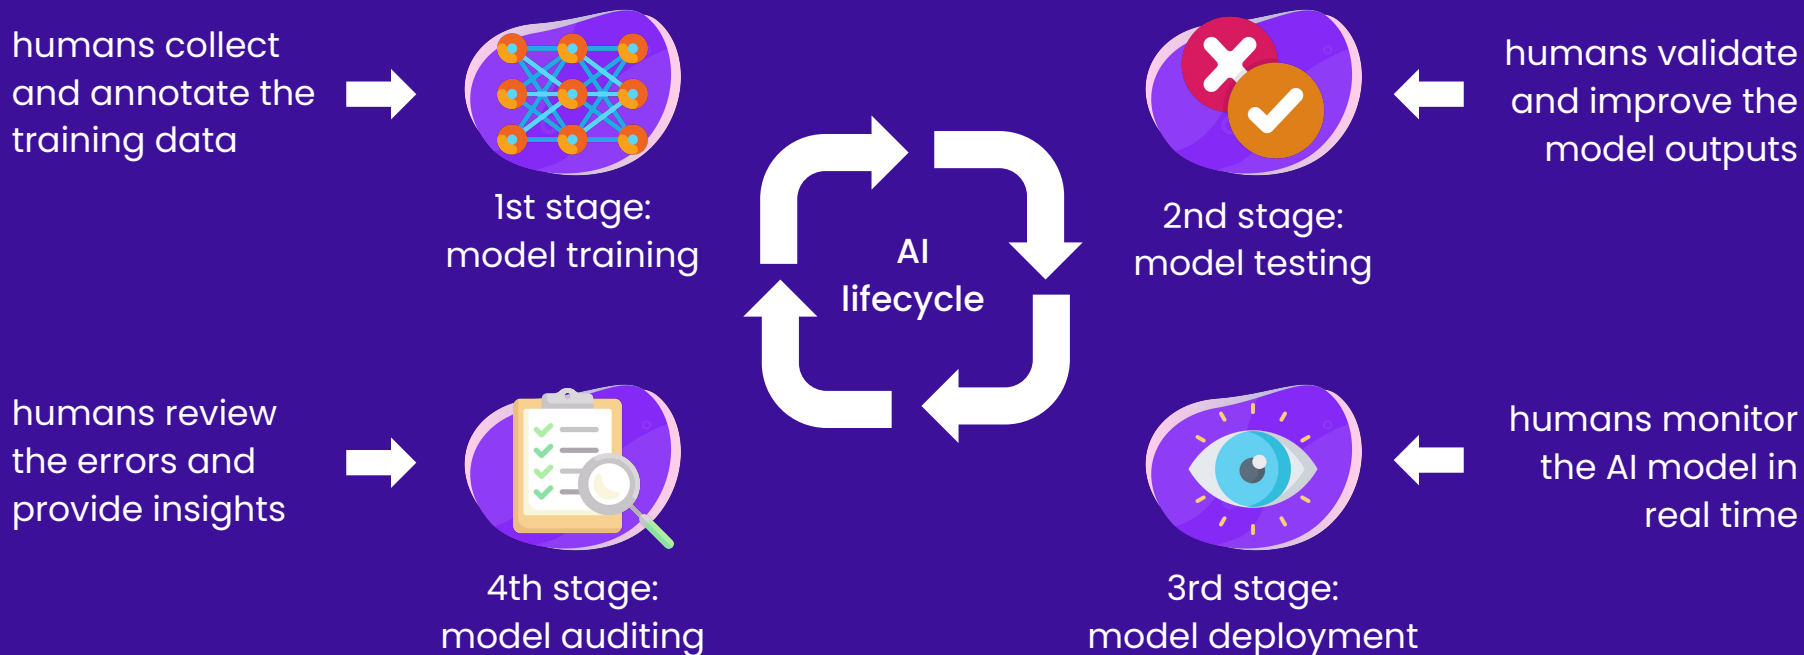 humans collect
and annotate the
training data
1st stage:
model training
humans validate
and improve the
model outputs
2nd stage:
model testing
AI
lifecycle
humans monitor
the AI model in
real time
3rd stage:
model deployment
humans review
the errors and
provide insights
4th stage:
model auditing